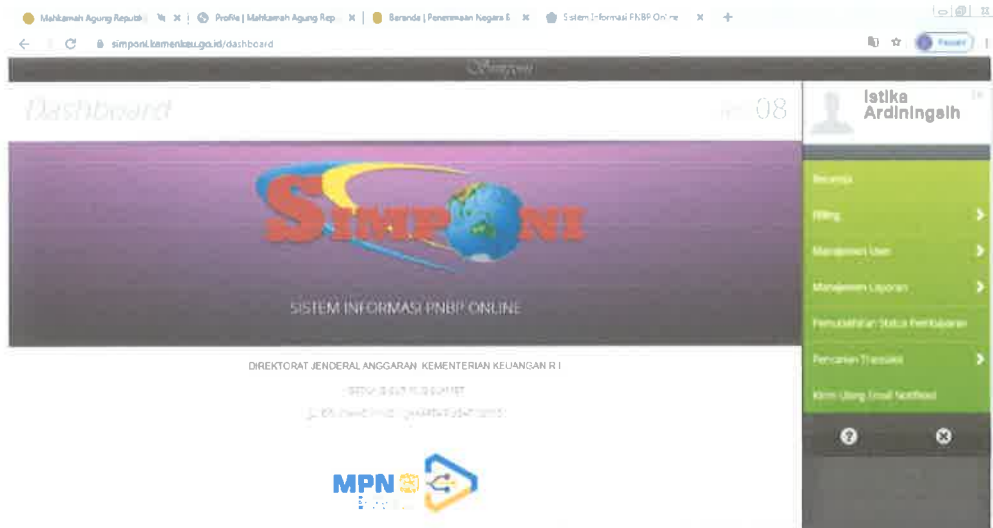 Mahkamah Agung Republi
Profile | Mahkamah Agung Rep
Beranda | Penerimaan Negara E
Sistem Informasi PNBP Online
simponi.kemenkeu.go.id/dashboard
Simponi
Dashboard
08
Istika
Ardiningsih
Beranda
Billing
Manajemen User
Manajemen Laporan
Pemutakhiran Status Pembayaran
Pencarian Transaksi
Kirim Ulang Email Notifikasi
SIMPONI
SISTEM INFORMASI PNBP ONLINE
DIREKTORAT JENDERAL ANGGARAN KEMENTERIAN KEUANGAN R I
MPN